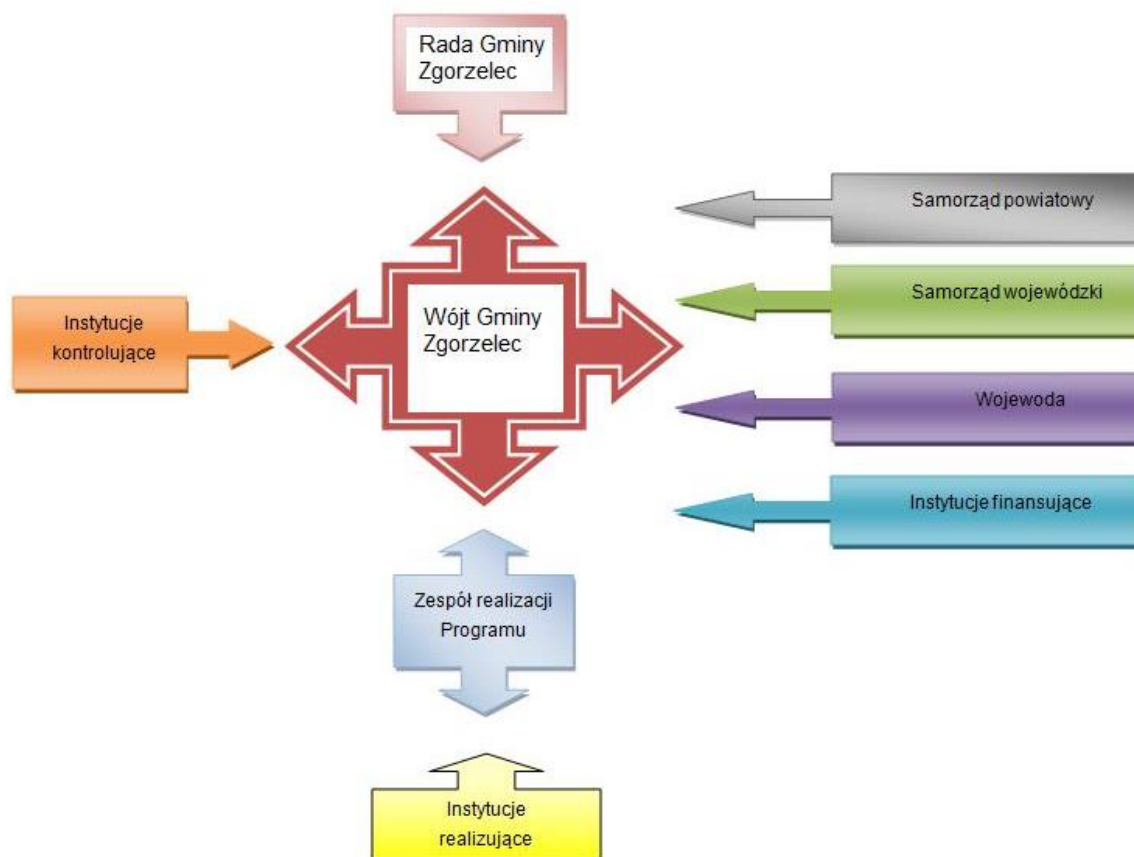 Rada Gminy
Zgorzelec
Samorząd powiatowy
Samorząd wojewódzki
Instytucje
kontrolujące
Wójt Gminy
Zgorzelec
Wojewoda
Instytucje finansujące
Zespół realizacji
Programu
Instytucje
realizujące